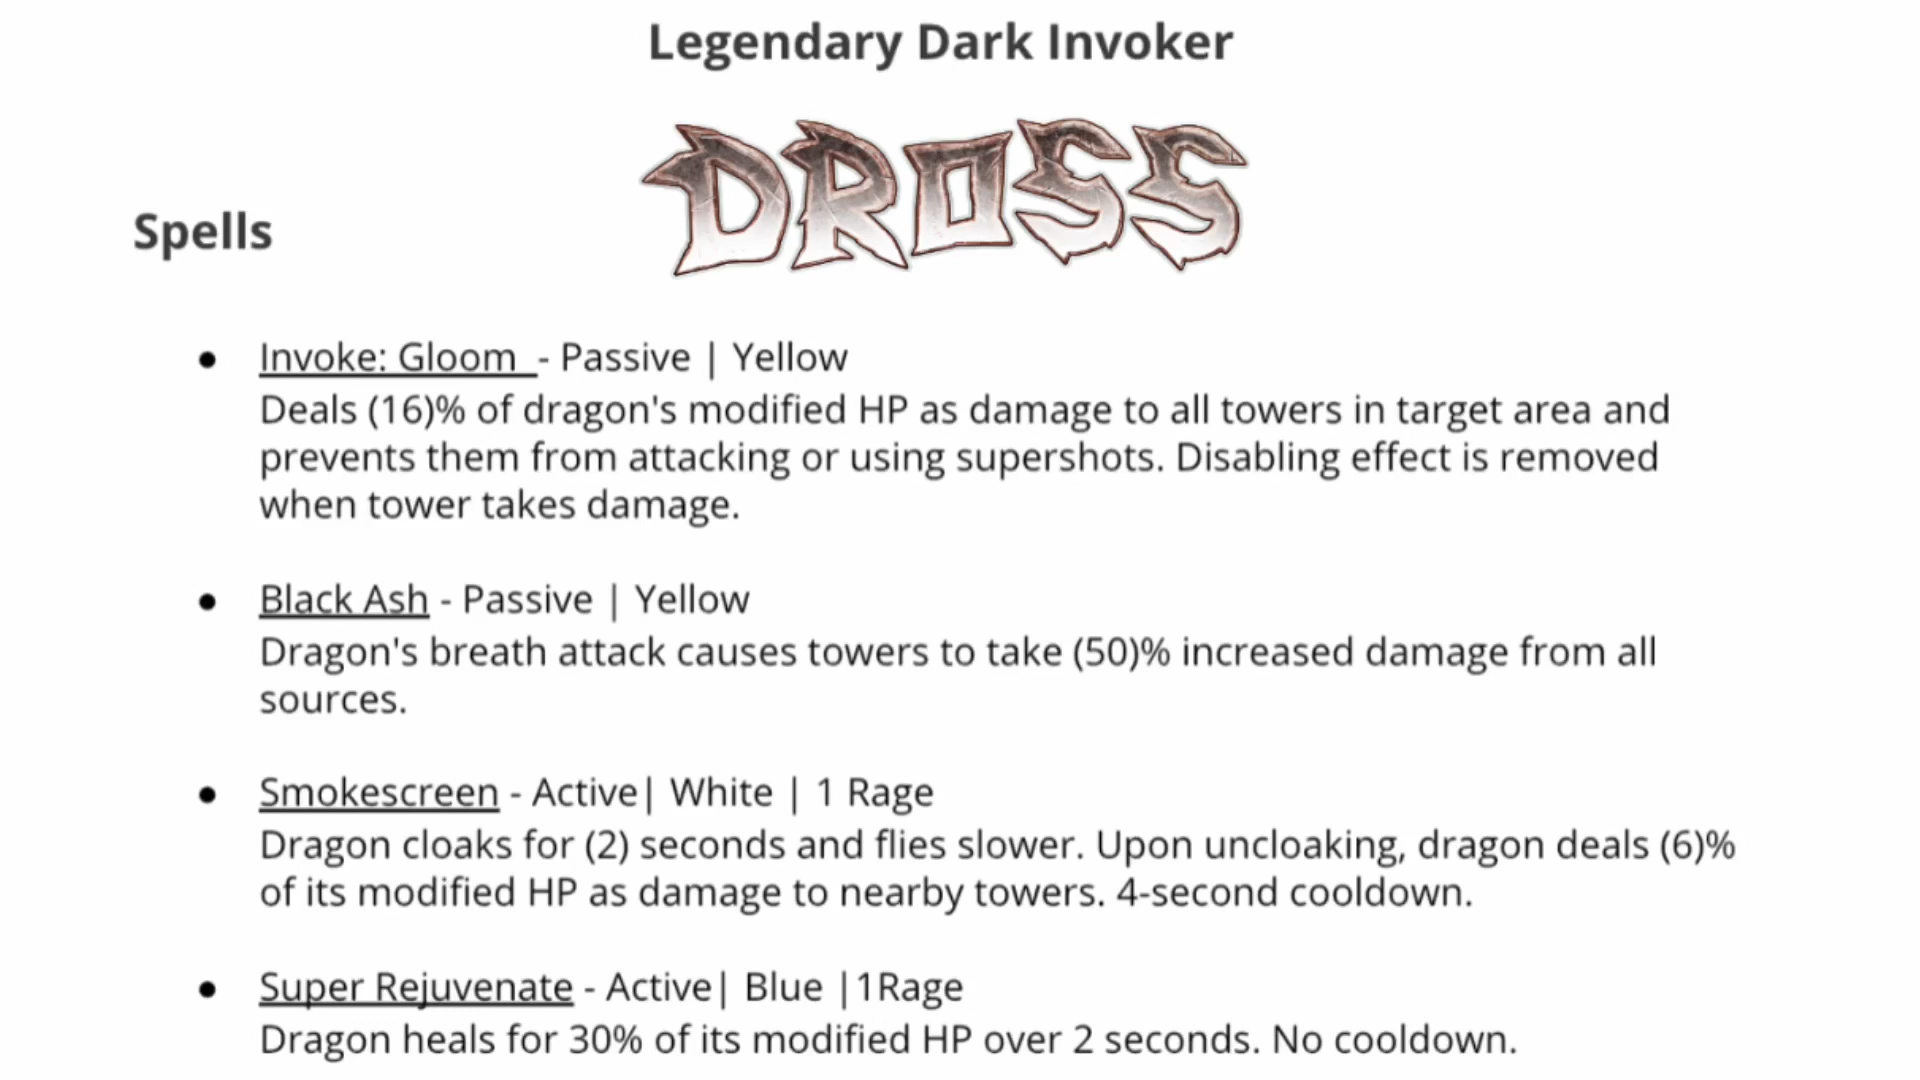 Legendary Dark Invoker
DROSS
Spells
● Invoke: Gloom - Passive | Yellow
Deals (16)% of dragon's modified HP as damage to all towers in target area and
prevents them from attacking or using supershots. Disabling effect is removed
when tower takes damage.
● Black Ash - Passive | Yellow
Dragon's breath attack causes towers to take (50)% increased damage from all
sources.
● Smokescreen - Active| White | 1 Rage
Dragon cloaks for (2) seconds and flies slower. Upon uncloaking, dragon deals (6)%
of its modified HP as damage to nearby towers. 4-second cooldown.
● Super Rejuvenate - Active| Blue |1Rage
Dragon heals for 30% of its modified HP over 2 seconds. No cooldown.